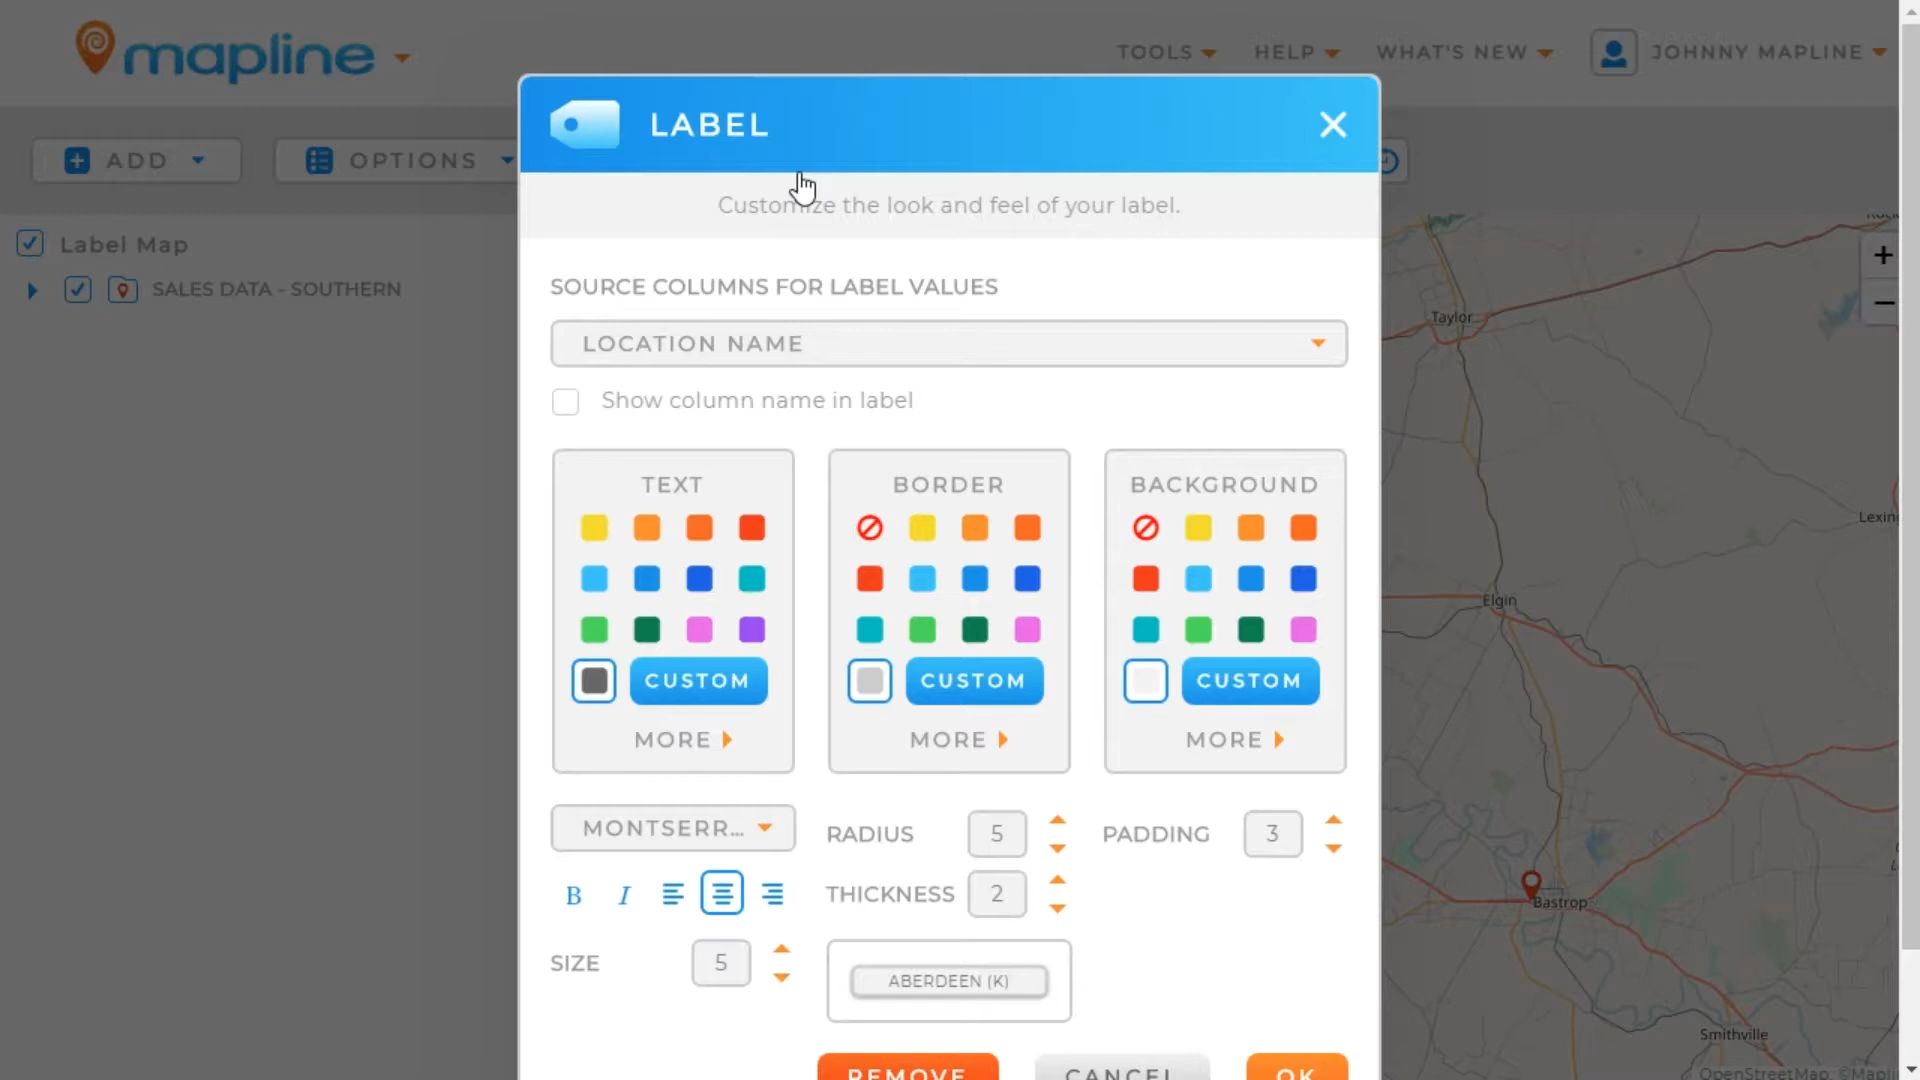 mapline
TOOLS
HELP
WHAT'S NEW
JOHNNY MAPLINE
ADD
OPTIONS
LABEL
Customize the look and feel of your label.
Label Map
SALES DATA - SOUTHERN
SOURCE COLUMNS FOR LABEL VALUES
LOCATION NAME
Show column name in label
TEXT
BORDER
BACKGROUND
CUSTOM
CUSTOM
CUSTOM
MORE
MORE
MORE
MONTSERR...
RADIUS
5
PADDING
3
B
I
THICKNESS
2
SIZE
5
ABERDEEN (K)
REMOVE
CANCEL
OK
+
−
Taylor
Lexin
Elgin
Bastrop
Smithville
OpenStreetMap, ©Mapli